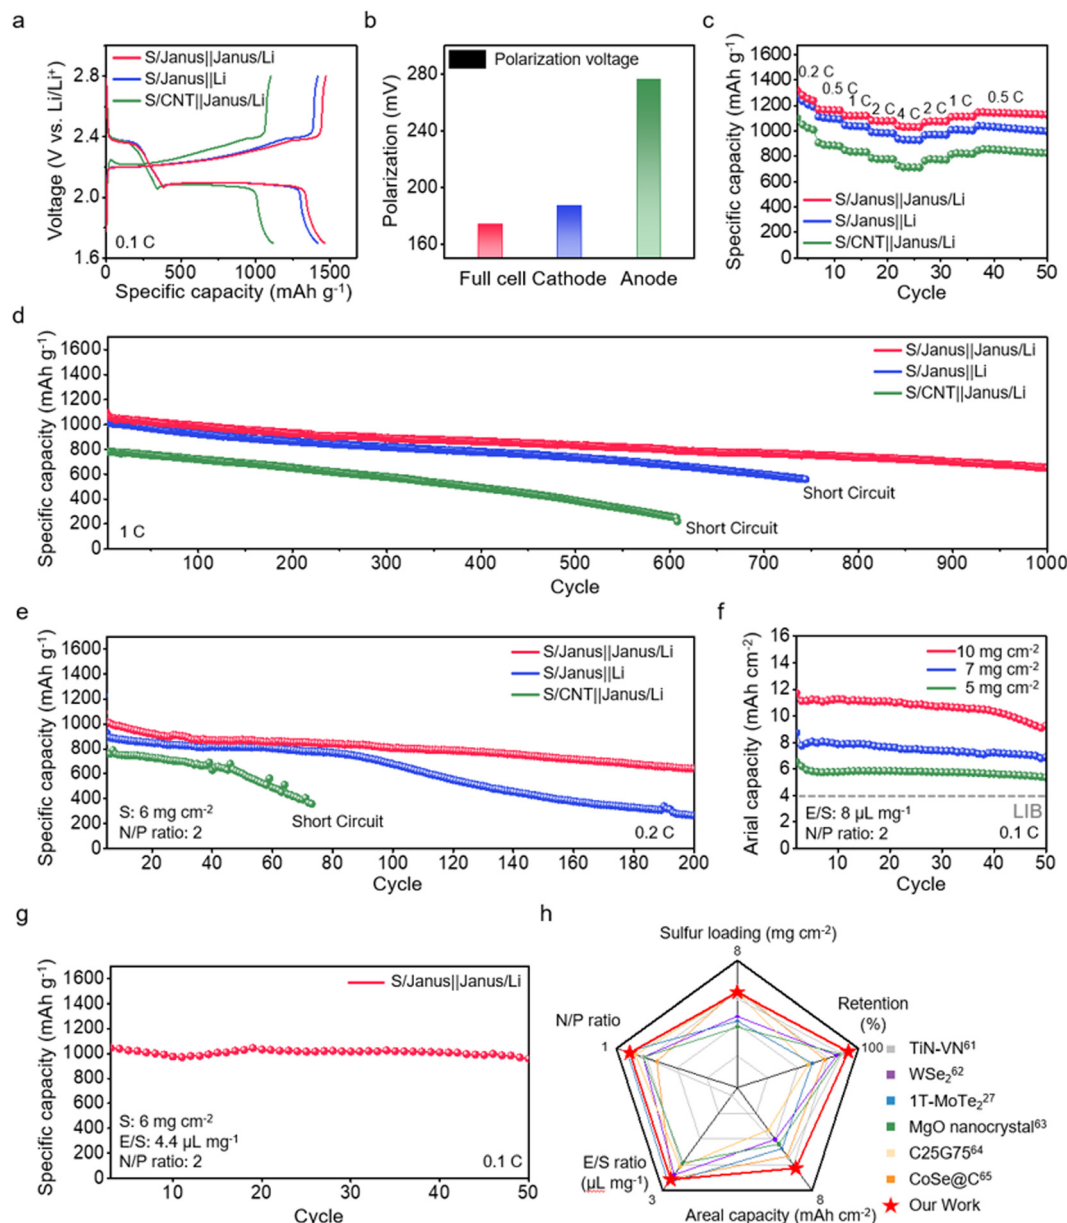 a
S/Janus||Janus/Li
S/Janus||Li
S/CNT||Janus/Li
Voltage (V vs. Li/Li⁺)
2.8
2.4
2.0
1.6
0.1 C
0 500 1000 1500
Specific capacity (mAh g⁻¹)
b
Polarization voltage
Polarization (mV)
280
240
200
160
Full cell Cathode Anode
c
Specific capacity (mAh g⁻¹)
1600
1400
1200
1000
800
600
400
200
0
0.2 C
0.5 C
1 C
2 C
4 C
2 C
1 C
0.5 C
S/Janus||Janus/Li
S/Janus||Li
S/CNT||Janus/Li
10 20 30 40 50
Cycle
d
Specific capacity (mAh g⁻¹)
1600
1400
1200
1000
800
600
400
200
0
S/Janus||Janus/Li
S/Janus||Li
S/CNT||Janus/Li
Short Circuit
Short Circuit
1 C
100 200 300 400 500 600 700 800 900 1000
Cycle
e
Specific capacity (mAh g⁻¹)
1600
1400
1200
1000
800
600
400
200
0
S/Janus||Janus/Li
S/Janus||Li
S/CNT||Janus/Li
S: 6 mg cm⁻²
N/P ratio: 2
Short Circuit
0.2 C
20 40 60 80 100 120 140 160 180 200
Cycle
f
Arial capacity (mAh cm⁻²)
16
14
12
10
8
6
4
2
0
10 mg cm⁻²
7 mg cm⁻²
5 mg cm⁻²
LIB
E/S: 8 µL mg⁻¹
N/P ratio: 2
0.1 C
10 20 30 40 50
Cycle
g
Specific capacity (mAh g⁻¹)
1600
1400
1200
1000
800
600
400
200
0
S/Janus||Janus/Li
S: 6 mg cm⁻²
E/S: 4.4 µL mg⁻¹
N/P ratio: 2
0.1 C
10 20 30 40 50
Cycle
h
Sulfur loading (mg cm⁻²)
8
N/P ratio
1
Retention
(%)
100
E/S ratio
(µL mg⁻¹)
3
8
Areal capacity (mAh cm⁻²)
TiN-VN⁶¹
WSe₂⁶²
1T-MoTe₂²⁷
MgO nanocrystal⁶³
C25G75⁶⁴
CoSe@C⁶⁵
Our Work